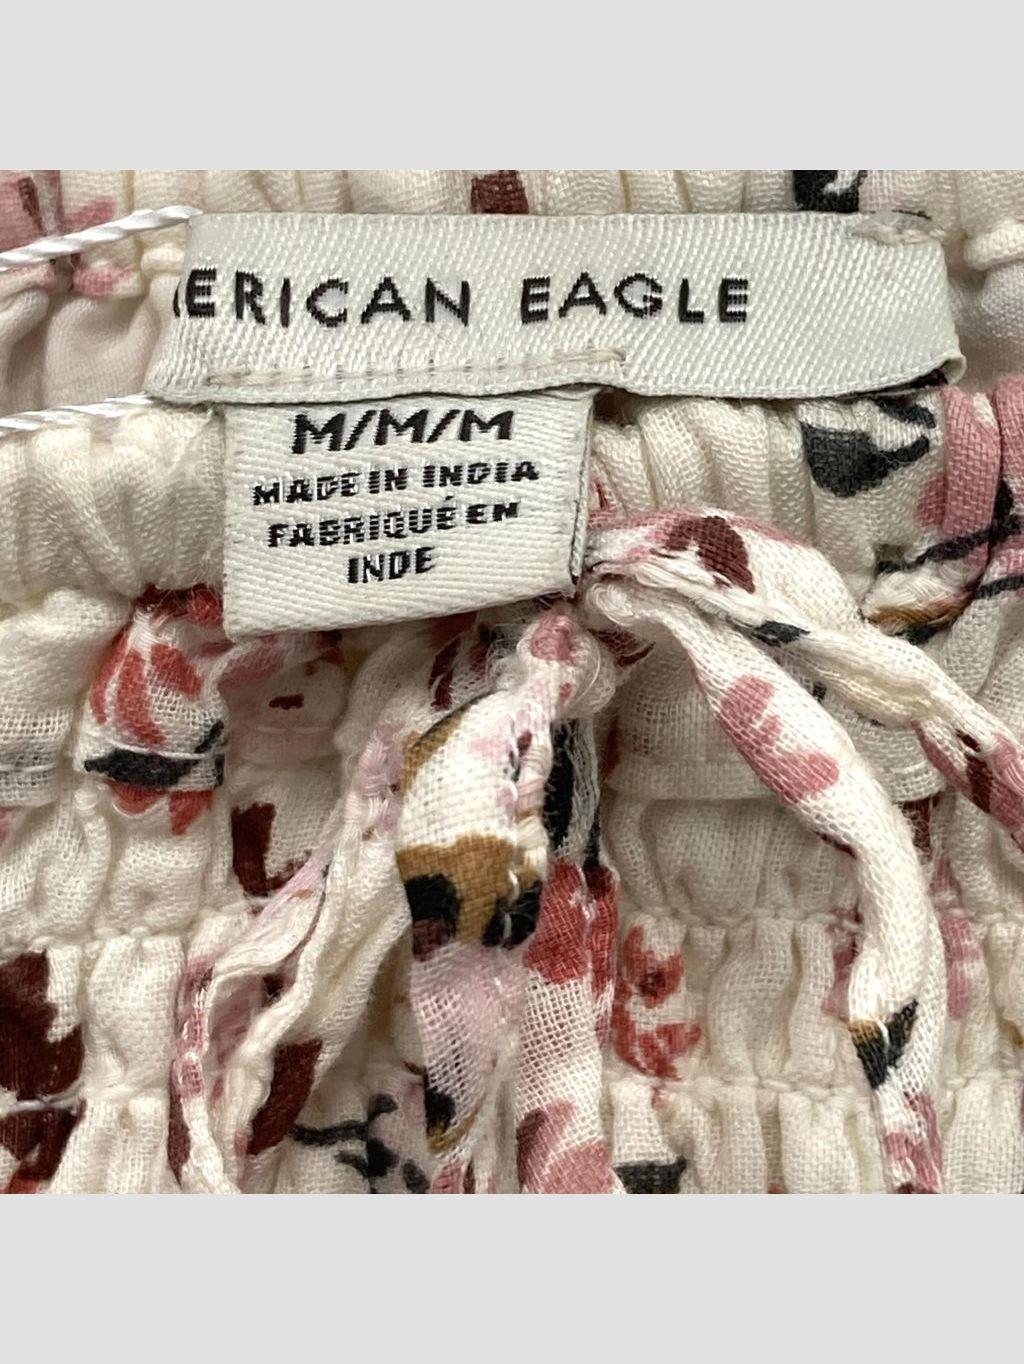 ERICAN EAGLE
M/M/M
MADE IN INDIA
FABRIQUÉ EN
INDE